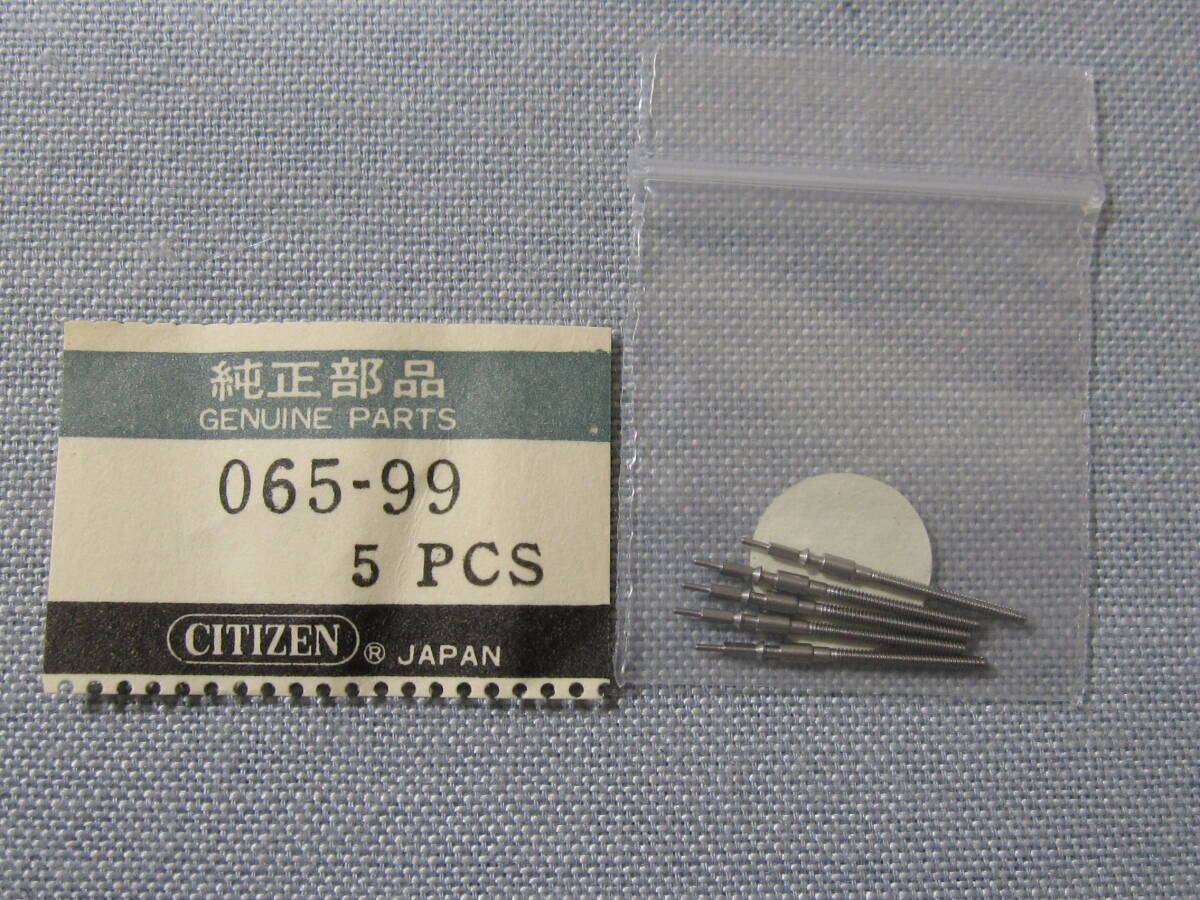 純正部品
GENUINE PARTS
065-99
5 PCS
CITIZEN ® JAPAN